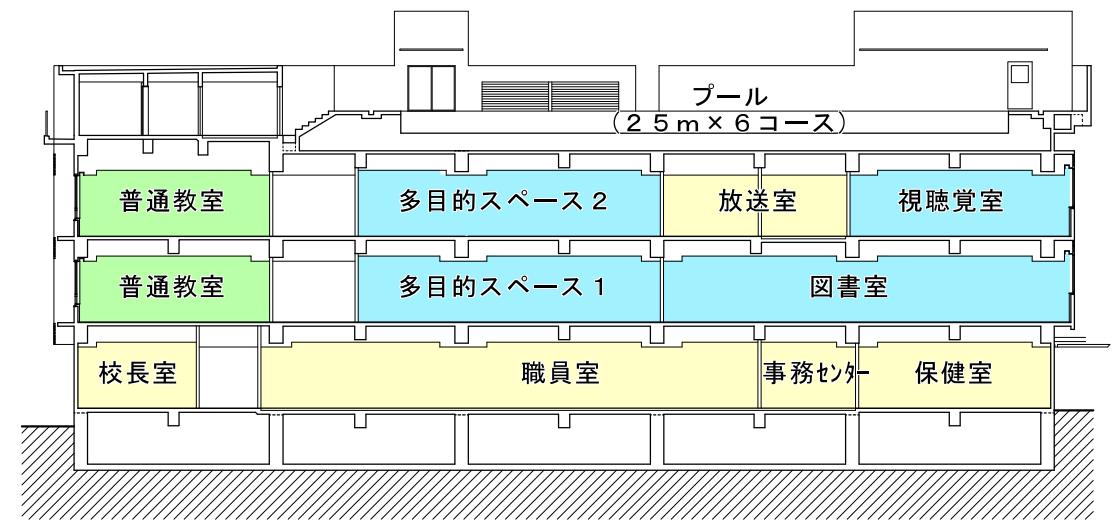 プール
(２５ｍ×６コース)
普通教室
多目的スペース２
放送室
視聴覚室
普通教室
多目的スペース１
図書室
校長室
職員室
事務ｾﾝﾀｰ
保健室